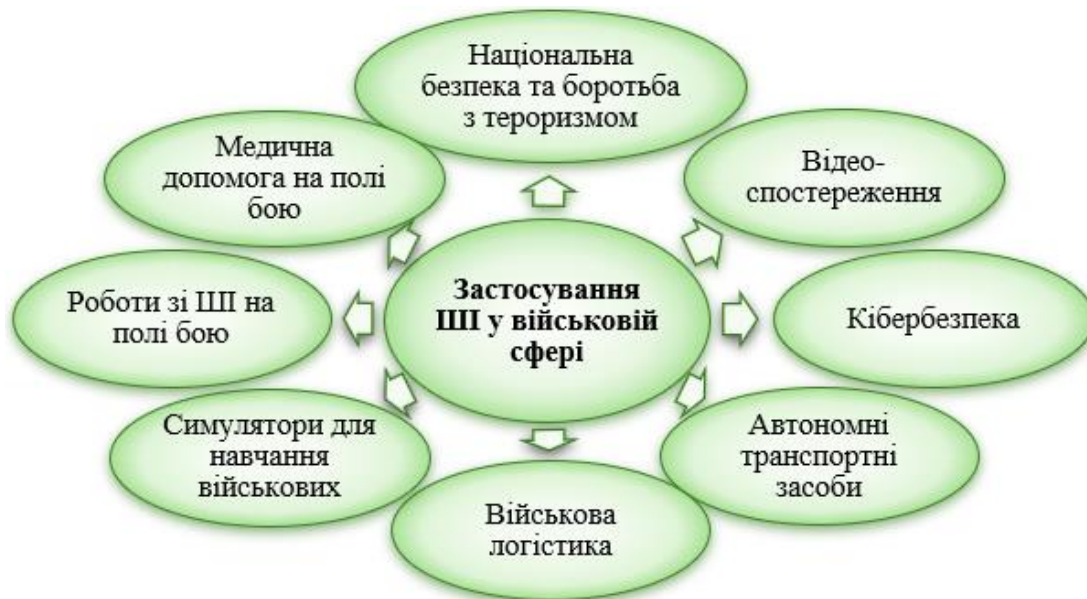 Національна
безпека та боротьба
з тероризмом
Медична
допомога на полі
бою
Відео-
спостереження
Роботи зі ШІ на
полі бою
Застосування
ШІ у військовій
сфері
Кібербезпека
Симулятори для
навчання
військових
Автономні
транспортні
засоби
Військова
логістика